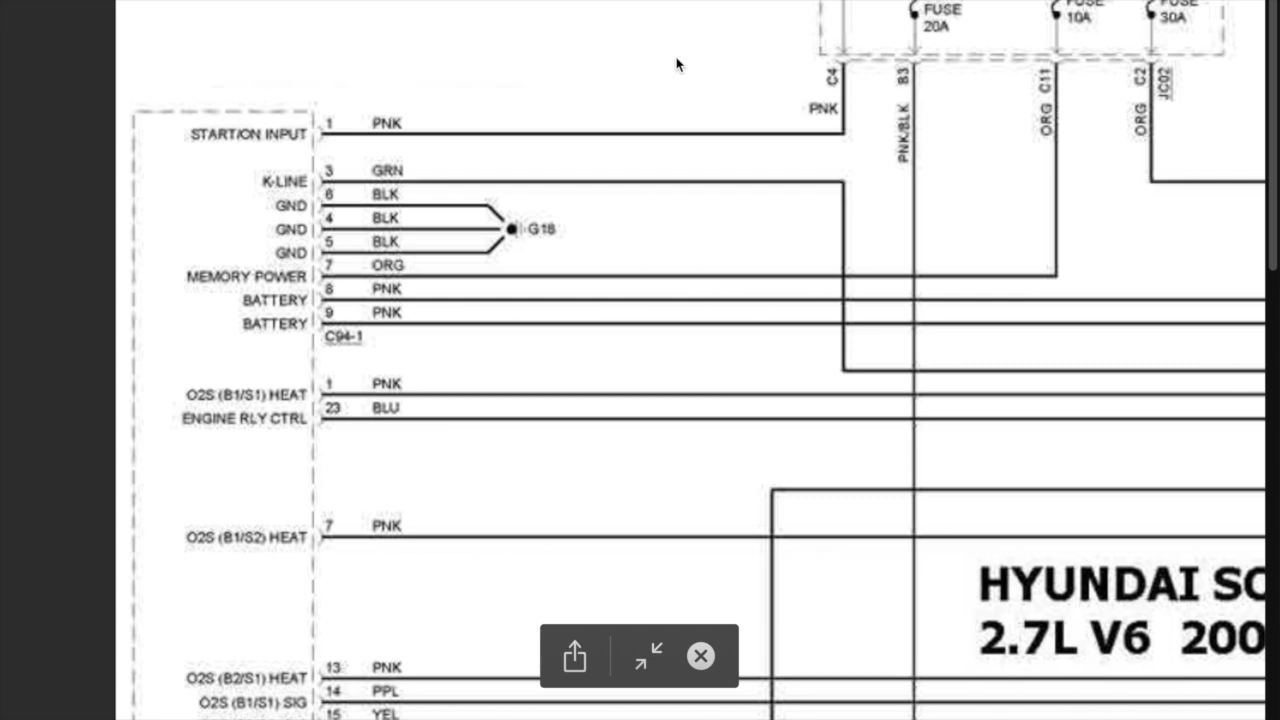 FUSE
20A
FUSE
10A
FUSE
30A
C4
B3
C11
C2
JC02
PNK
PNK/BLK
ORG
ORG
START/ON INPUT 1 PNK
K-LINE 3 GRN
GND 6 BLK
GND 4 BLK
G18
GND 5 BLK
MEMORY POWER 7 ORG
BATTERY 8 PNK
BATTERY 9 PNK
C94-1
O2S (B1/S1) HEAT 1 PNK
ENGINE RLY CTRL 23 BLU
O2S (B1/S2) HEAT 7 PNK
HYUNDAI SO
2.7L V6 200
O2S (B2/S1) HEAT 13 PNK
O2S (B1/S1) SIG 14 PPL
15 YEL